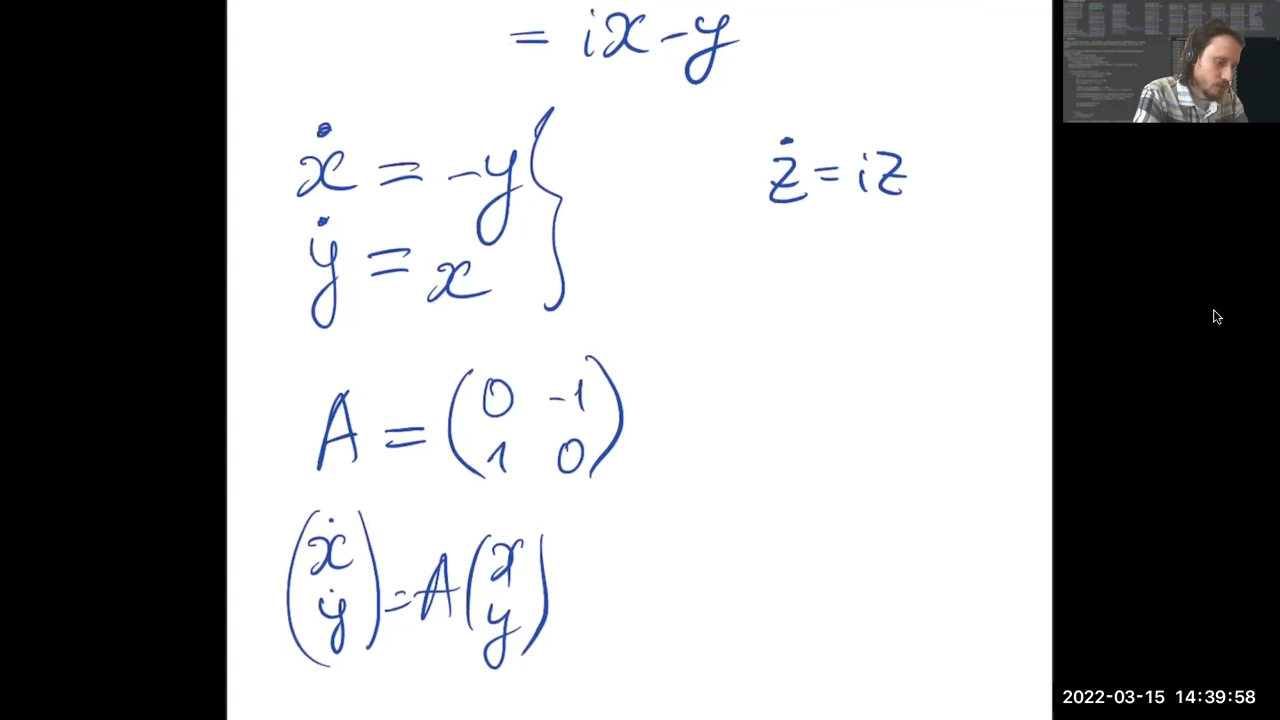 = ix - y
ẋ = -y
ẏ = x
ż = iz
A = (0 -1
1 0)
(ẋ
ẏ) = A (x
y)
2022-03-15 14:39:58